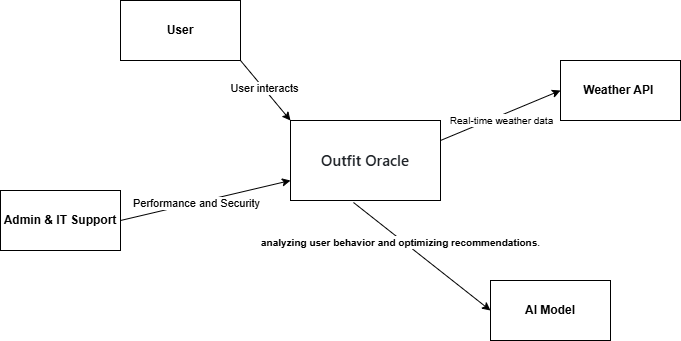 User
User interacts
Weather API
Real-time weather data
Outfit Oracle
Performance and Security
Admin & IT Support
analyzing user behavior and optimizing recommendations.
AI Model